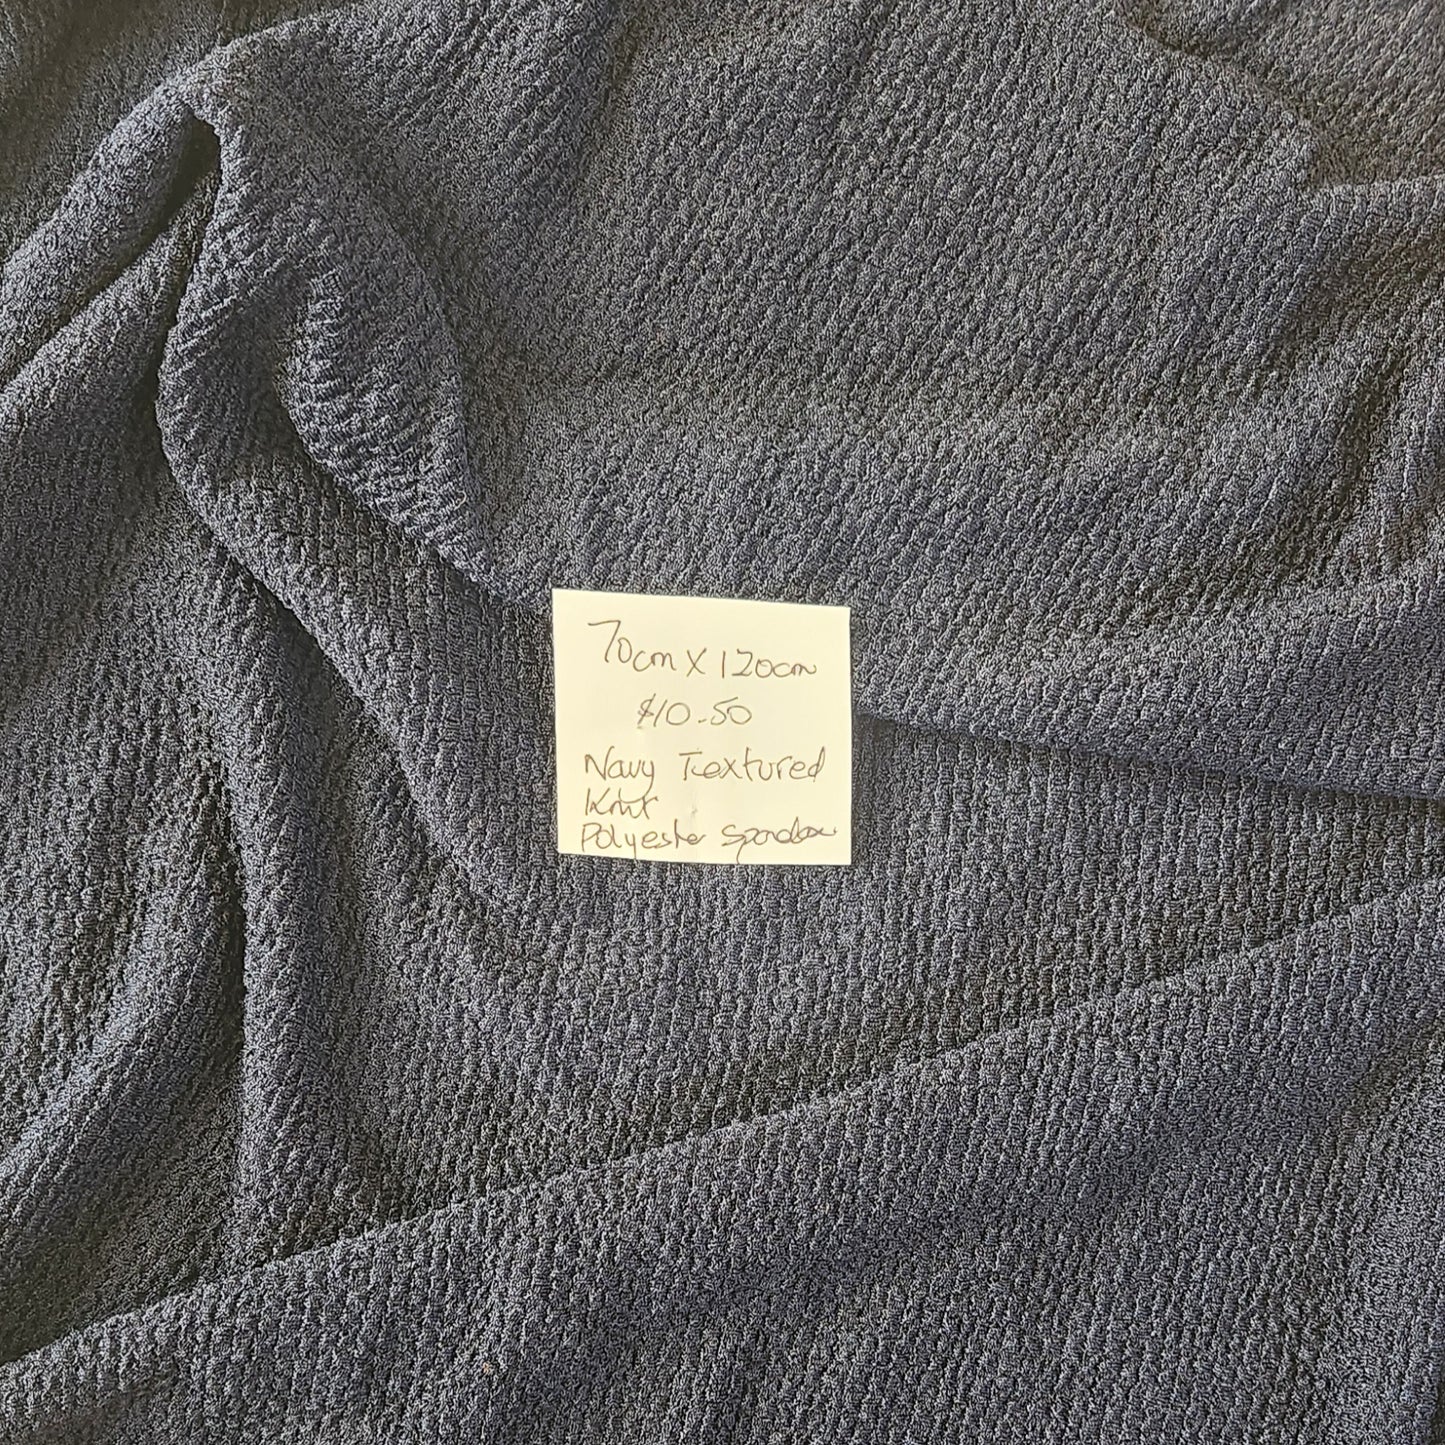 70cm X 120cm
$10.50
Navy Textured
Knit
Polyester Spandex